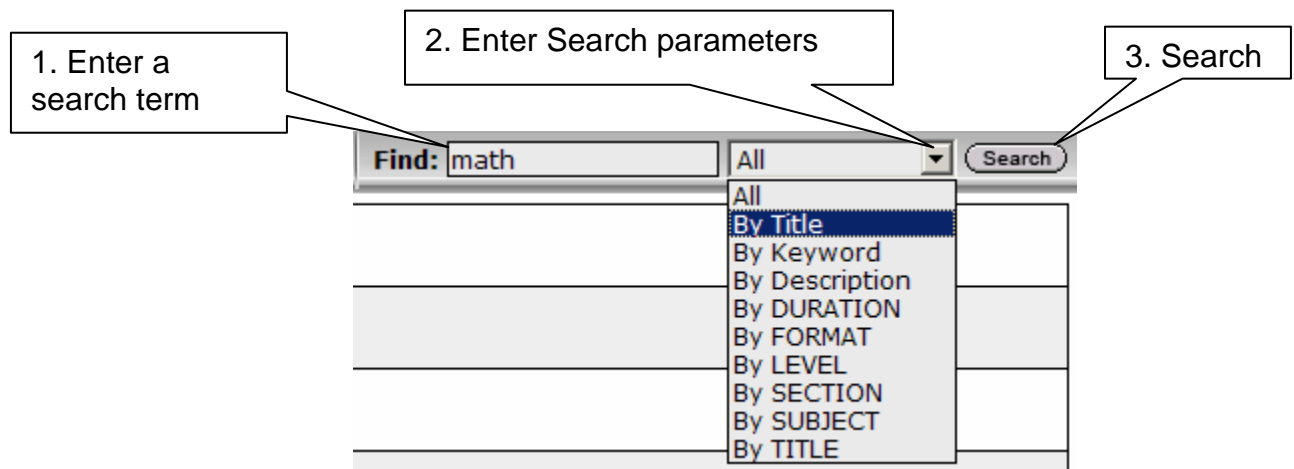 1. Enter a
search term
2. Enter Search parameters
3. Search
Find: math All Search
All
By Title
By Keyword
By Description
By DURATION
By FORMAT
By LEVEL
By SECTION
By SUBJECT
By TITLE